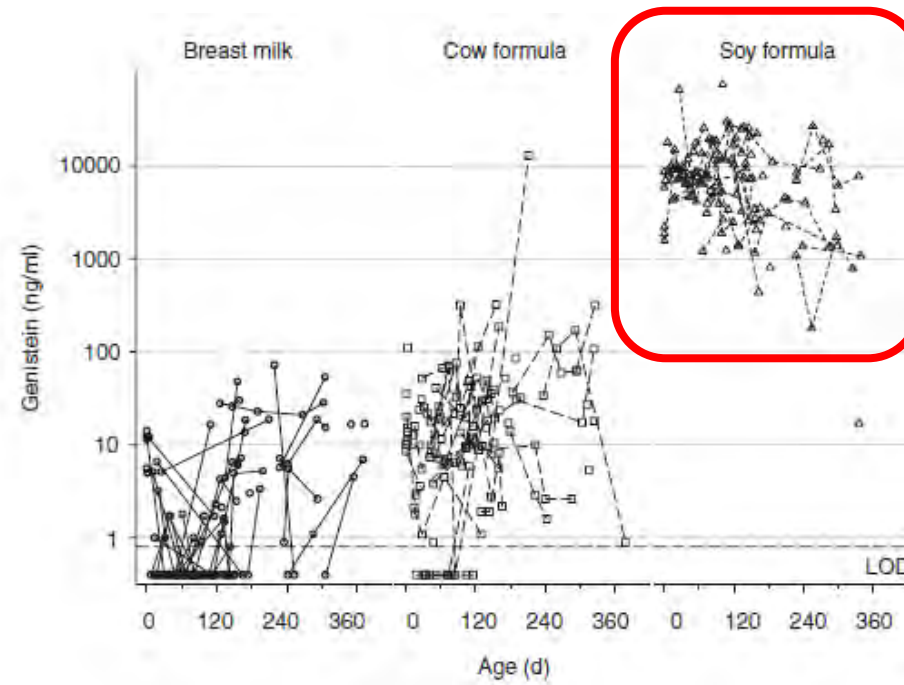 Breast milk Cow formula Soy formula
10000
1000
100
10
1
Genistein (ng/ml)
LOD
0 120 240 360 0 120 240 360 0 120 240 360
Age (d)